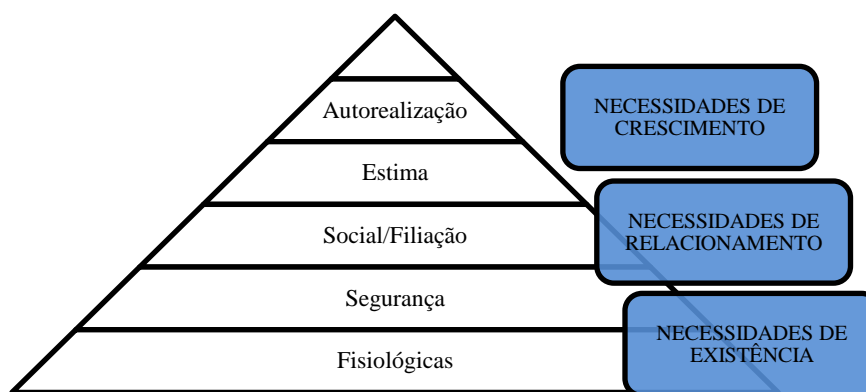 NECESSIDADES DE
CRESCIMENTO
Autorealização
Estima
NECESSIDADES DE
RELACIONAMENTO
Social/Filiação
Segurança
NECESSIDADES DE
EXISTÊNCIA
Fisiológicas